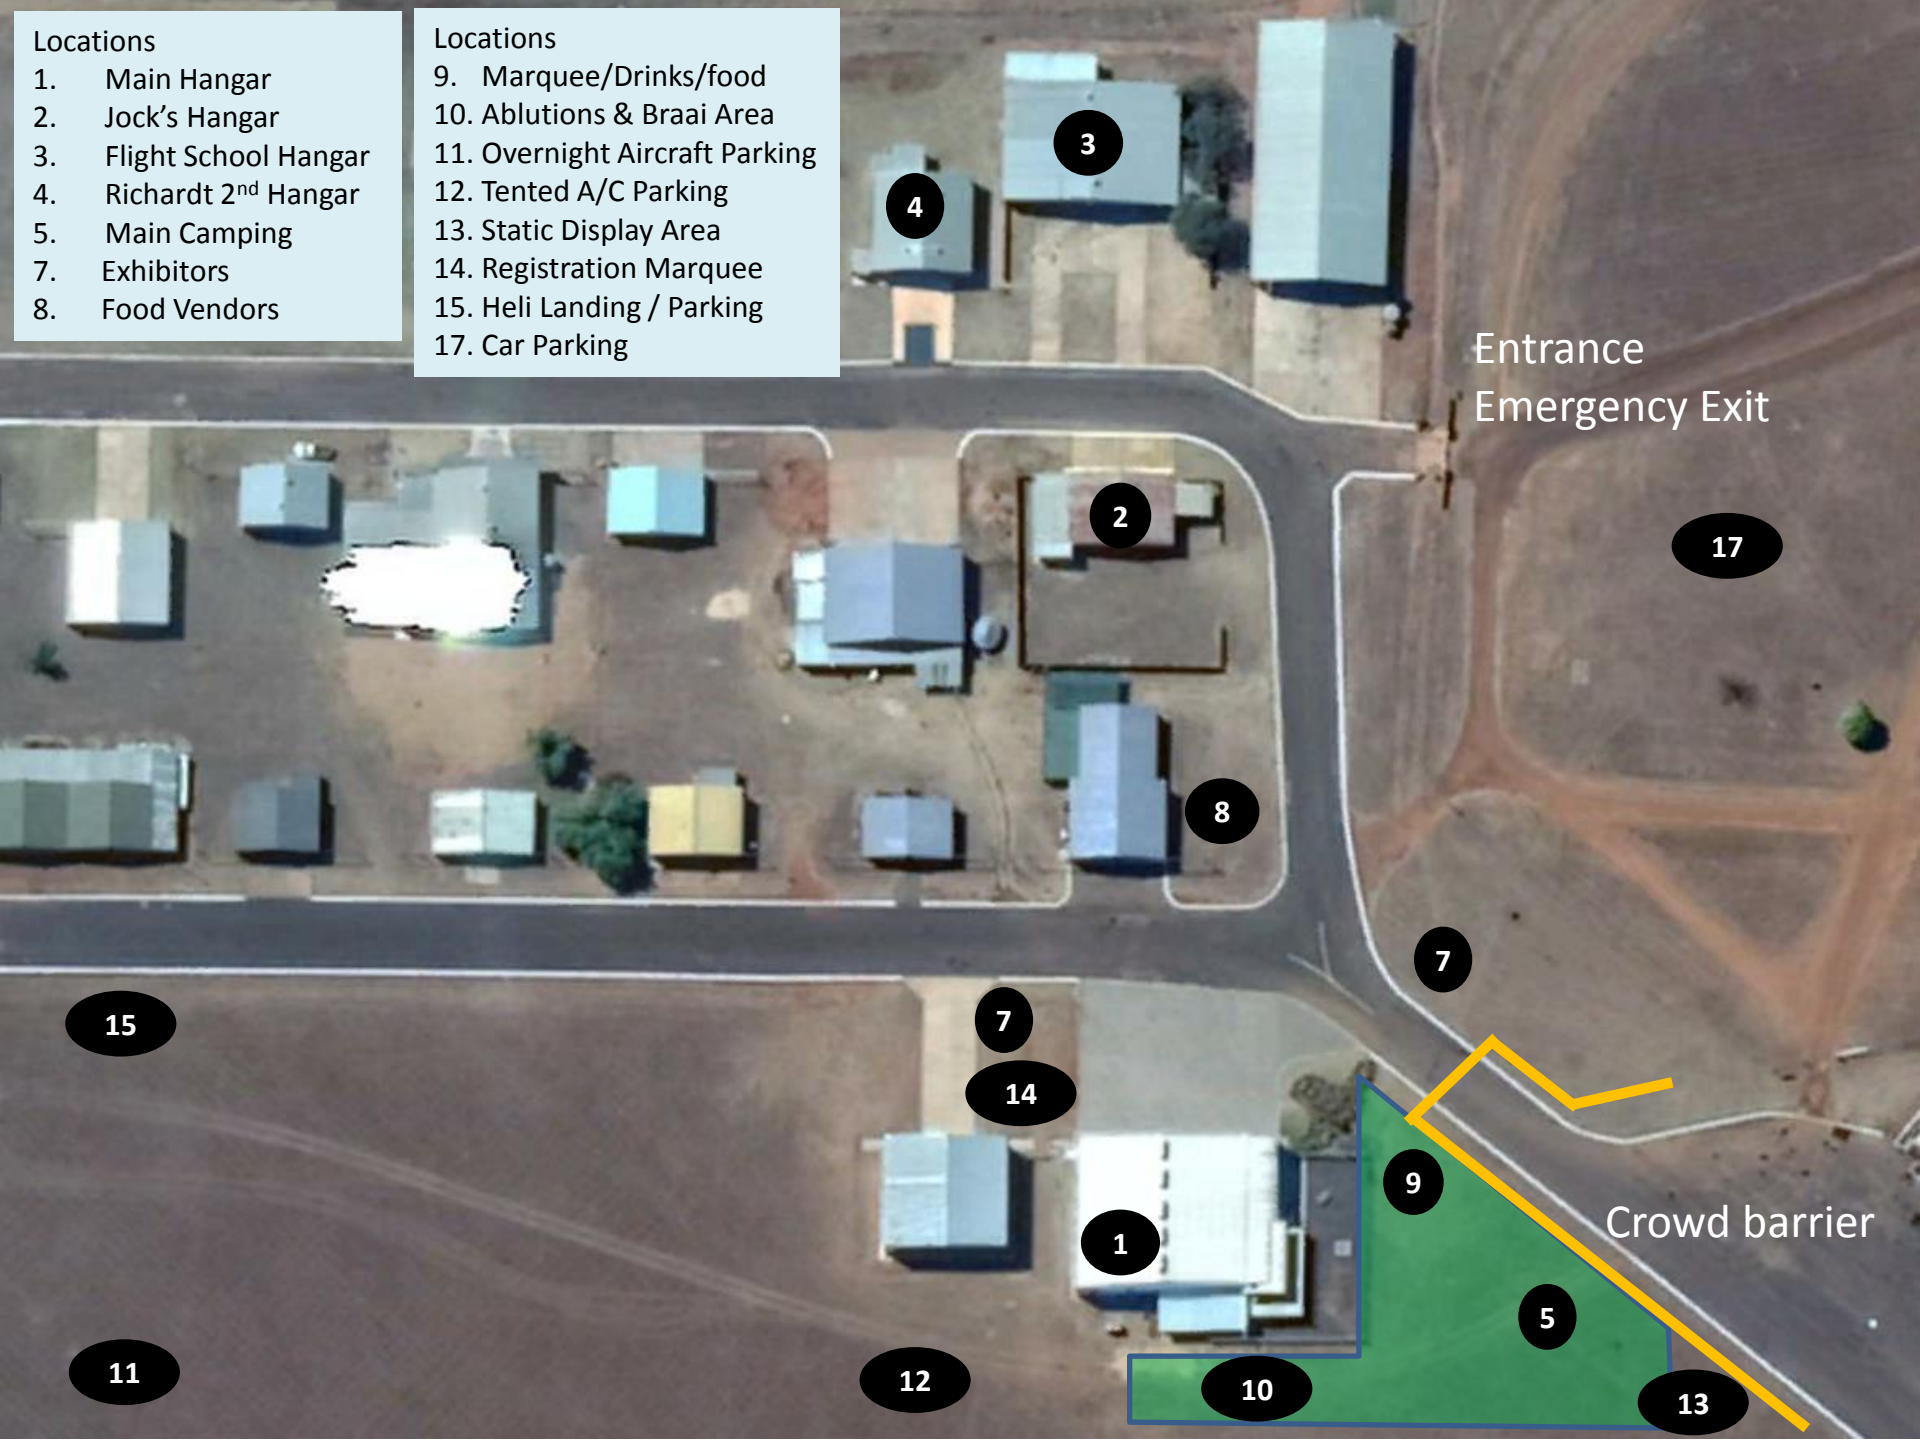 Locations
1. Main Hangar
2. Jock's Hangar
3. Flight School Hangar
4. Richardt 2nd Hangar
5. Main Camping
7. Exhibitors
8. Food Vendors
Locations
9. Marquee/Drinks/food
10. Ablutions & Braai Area
11. Overnight Aircraft Parking
12. Tented A/C Parking
13. Static Display Area
14. Registration Marquee
15. Heli Landing / Parking
17. Car Parking
3
4
Entrance
Emergency Exit
2
17
8
7
15
7
14
9
1
Crowd barrier
5
11
12
10
13